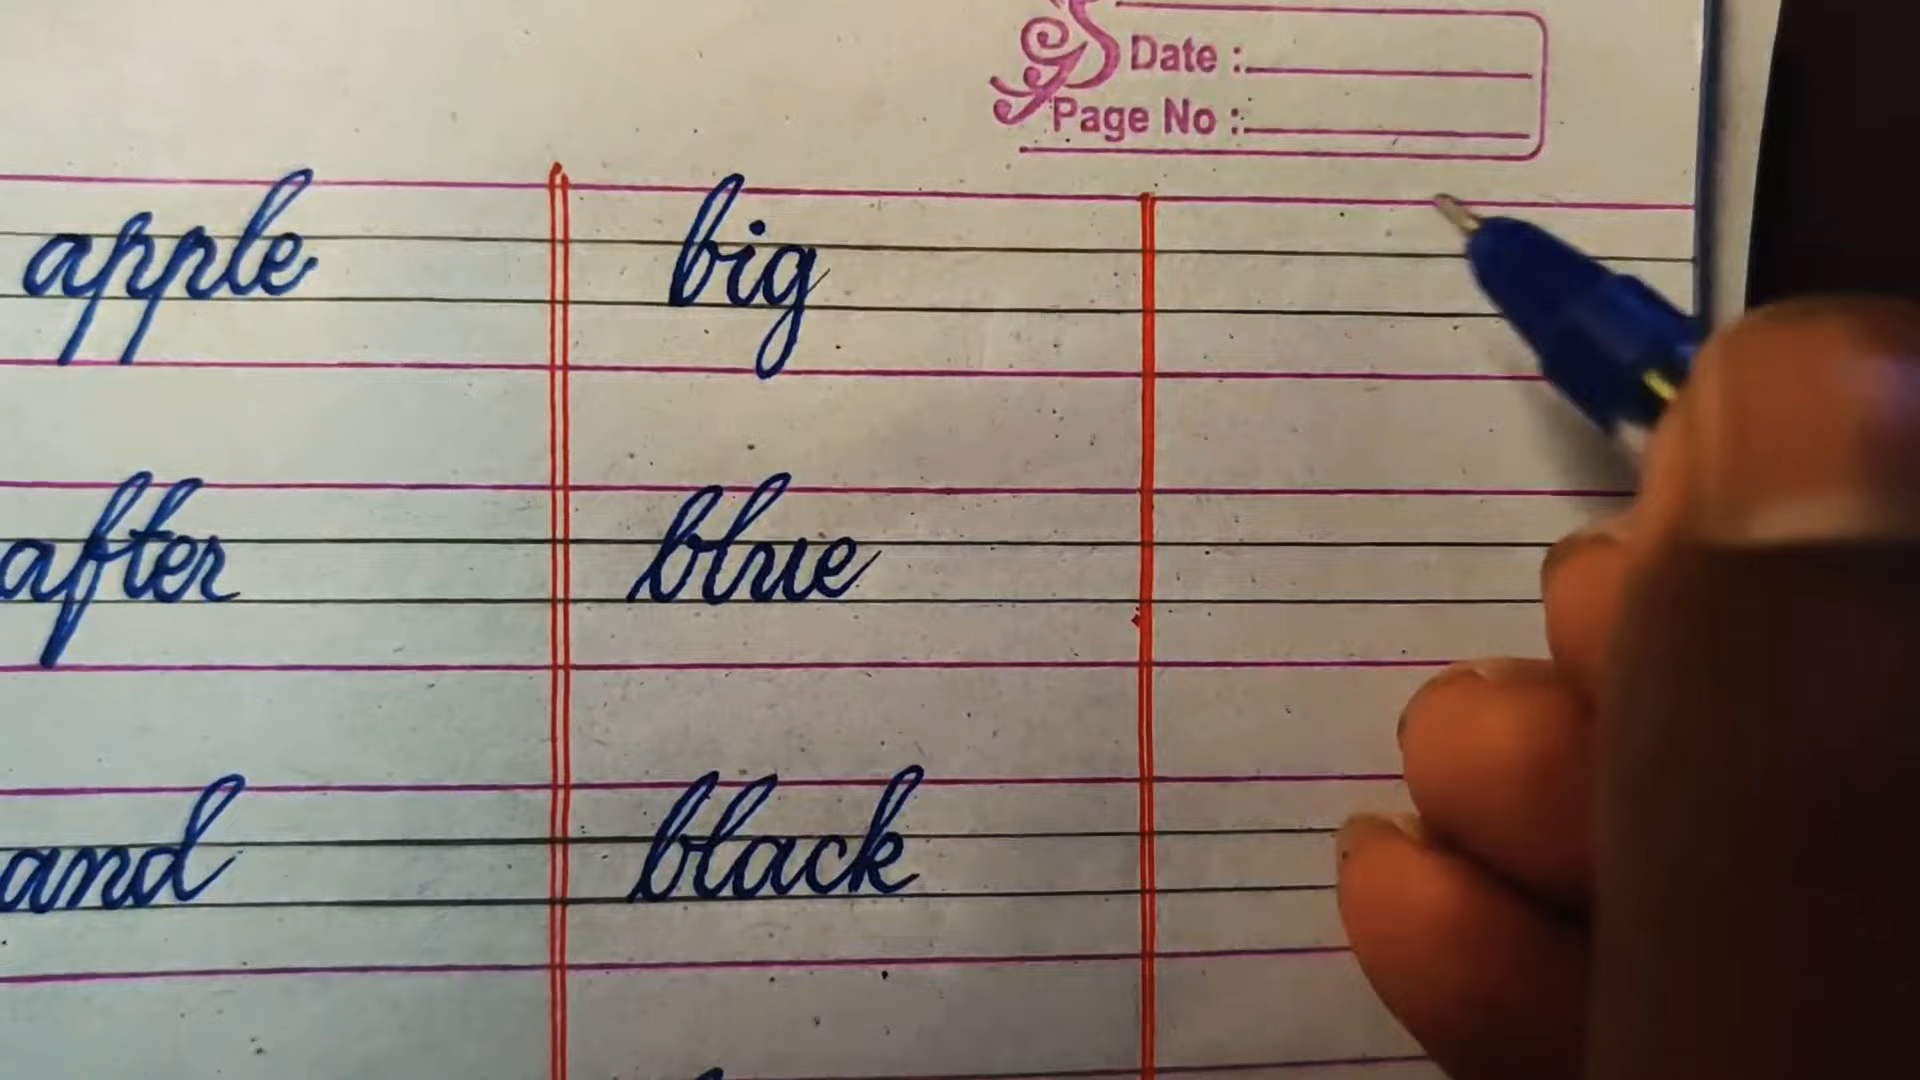 Date :
Page No :
apple big
after blue
and black